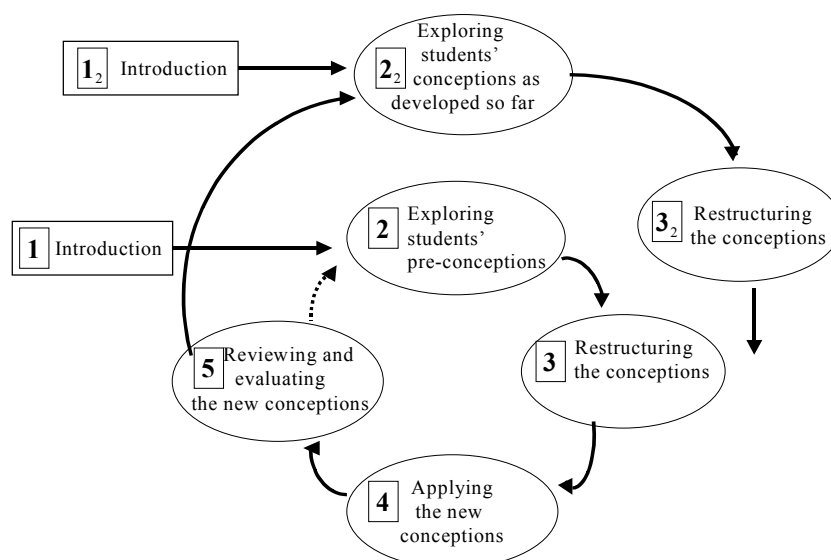 1₂ Introduction
2₂ Exploring
students’
conceptions as
developed so far
3₂ Restructuring
the conceptions
1 Introduction
2 Exploring
students’
pre-conceptions
3 Restructuring
the conceptions
4 Applying
the new
conceptions
5 Reviewing and
evaluating
the new conceptions